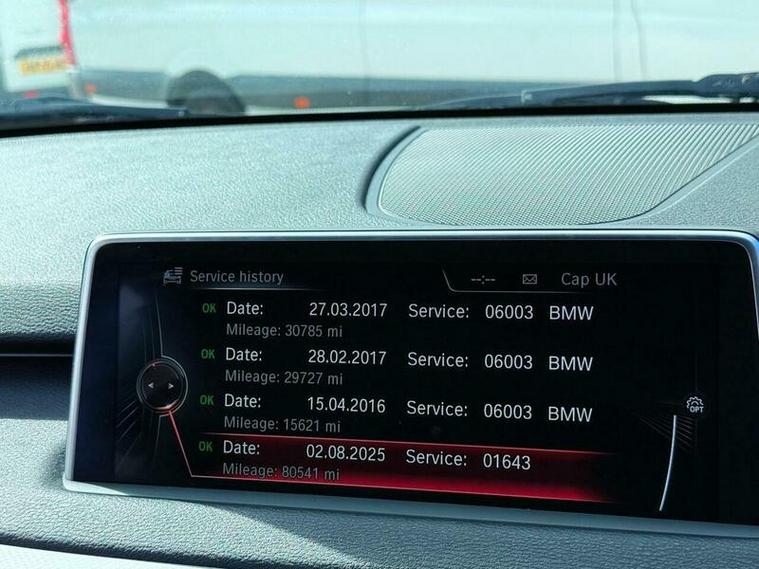 Service history --:-- Cap UK
OK Date: 27.03.2017 Service: 06003 BMW
Mileage: 30785 mi
OK Date: 28.02.2017 Service: 06003 BMW
Mileage: 29727 mi
OK Date: 15.04.2016 Service: 06003 BMW
Mileage: 15621 mi
OPT
OK Date: 02.08.2025 Service: 01643
Mileage: 80541 mi